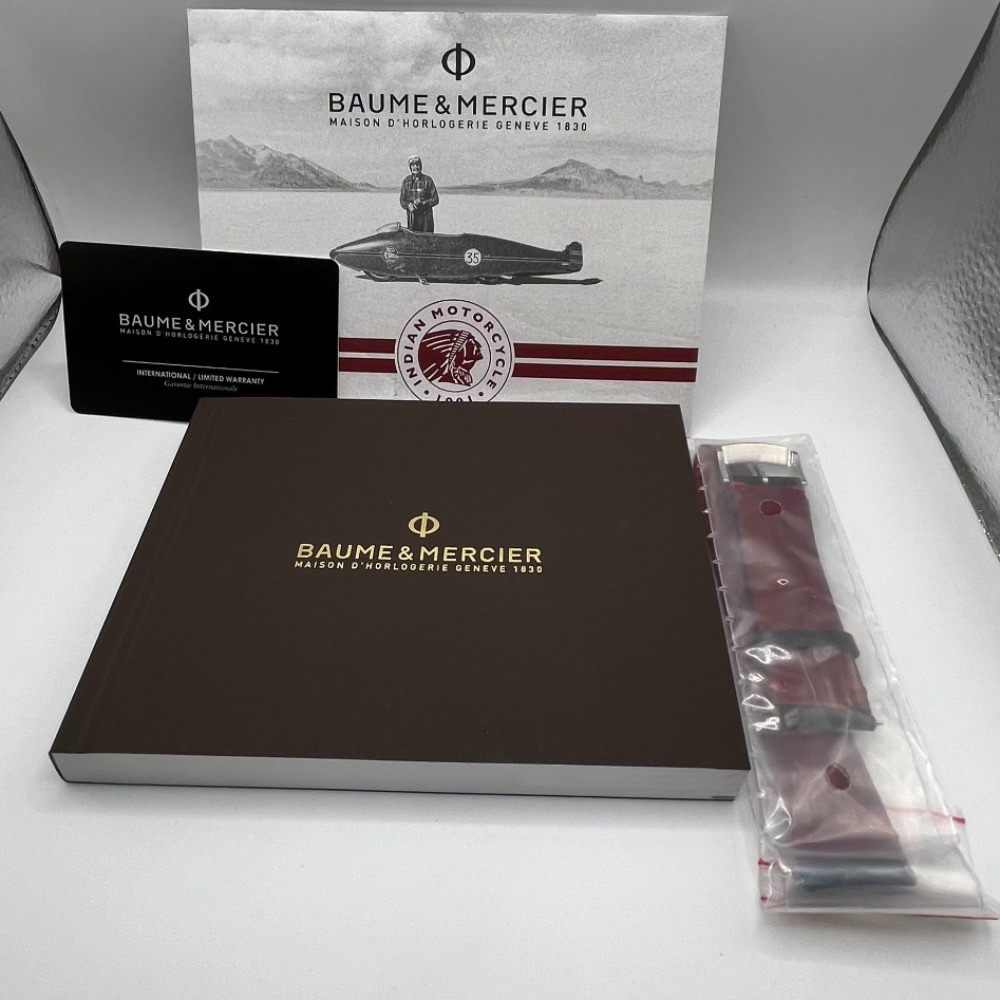 BAUME & MERCIER
MAISON D'HORLOGERIE GENEVE 1830
35
INDIAN MOTORCYCLE
1901
BAUME & MERCIER
MAISON D'HORLOGERIE GENEVE 1830
INTERNATIONAL / LIMITED WARRANTY
Garantie Internationale
BAUME & MERCIER
MAISON D'HORLOGERIE GENEVE 1830